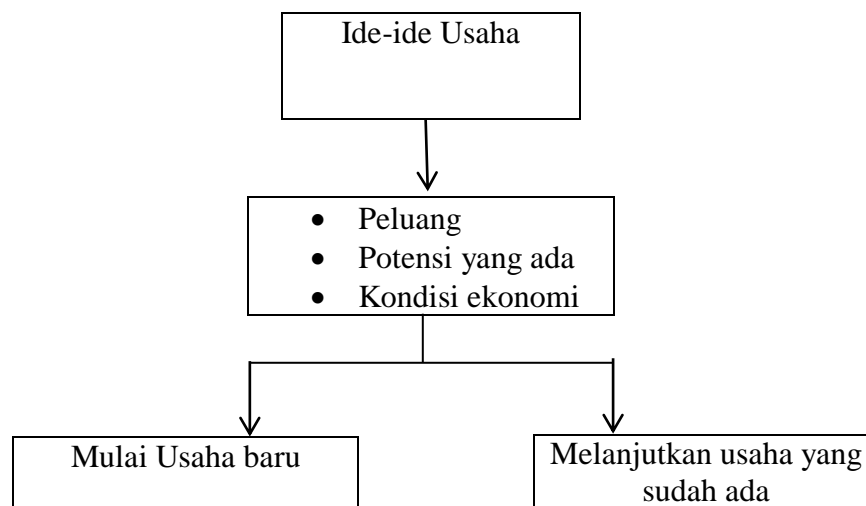 Ide-ide Usaha
• Peluang
• Potensi yang ada
• Kondisi ekonomi
Mulai Usaha baru
Melanjutkan usaha yang
sudah ada